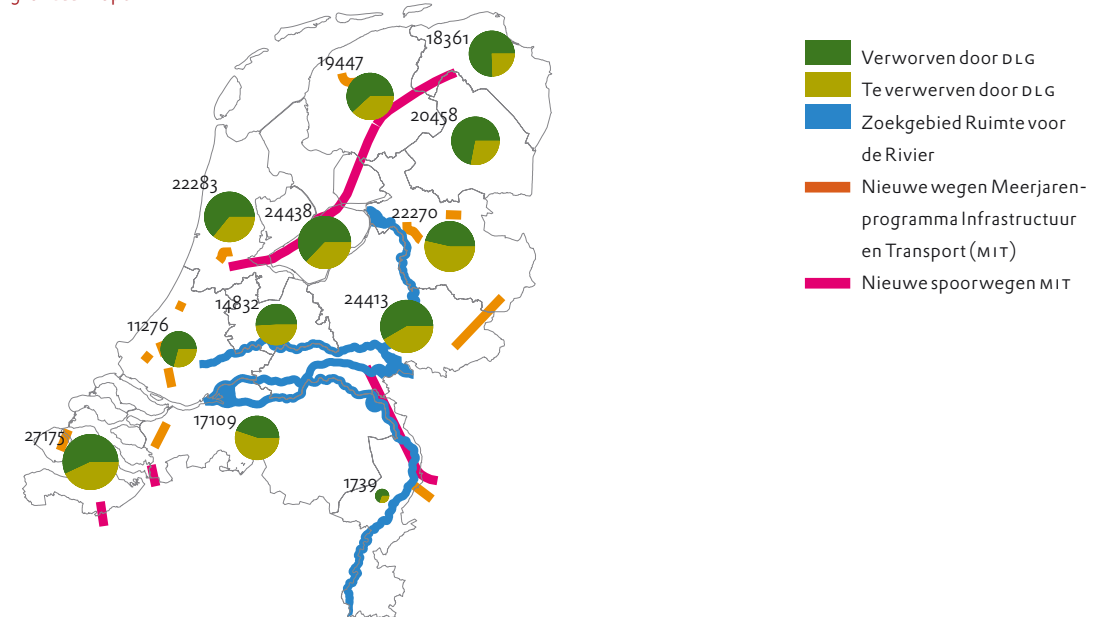 18361
19447
20458
22283
24438
22270
14832
24413
11276
17109
27175
1739
Verworven door DLG
Te verwerven door DLG
Zoekgebied Ruimte voor
de Rivier
Nieuwe wegen Meerjaren-
programma Infrastructuur
en Transport (MIT)
Nieuwe spoorwegen MIT